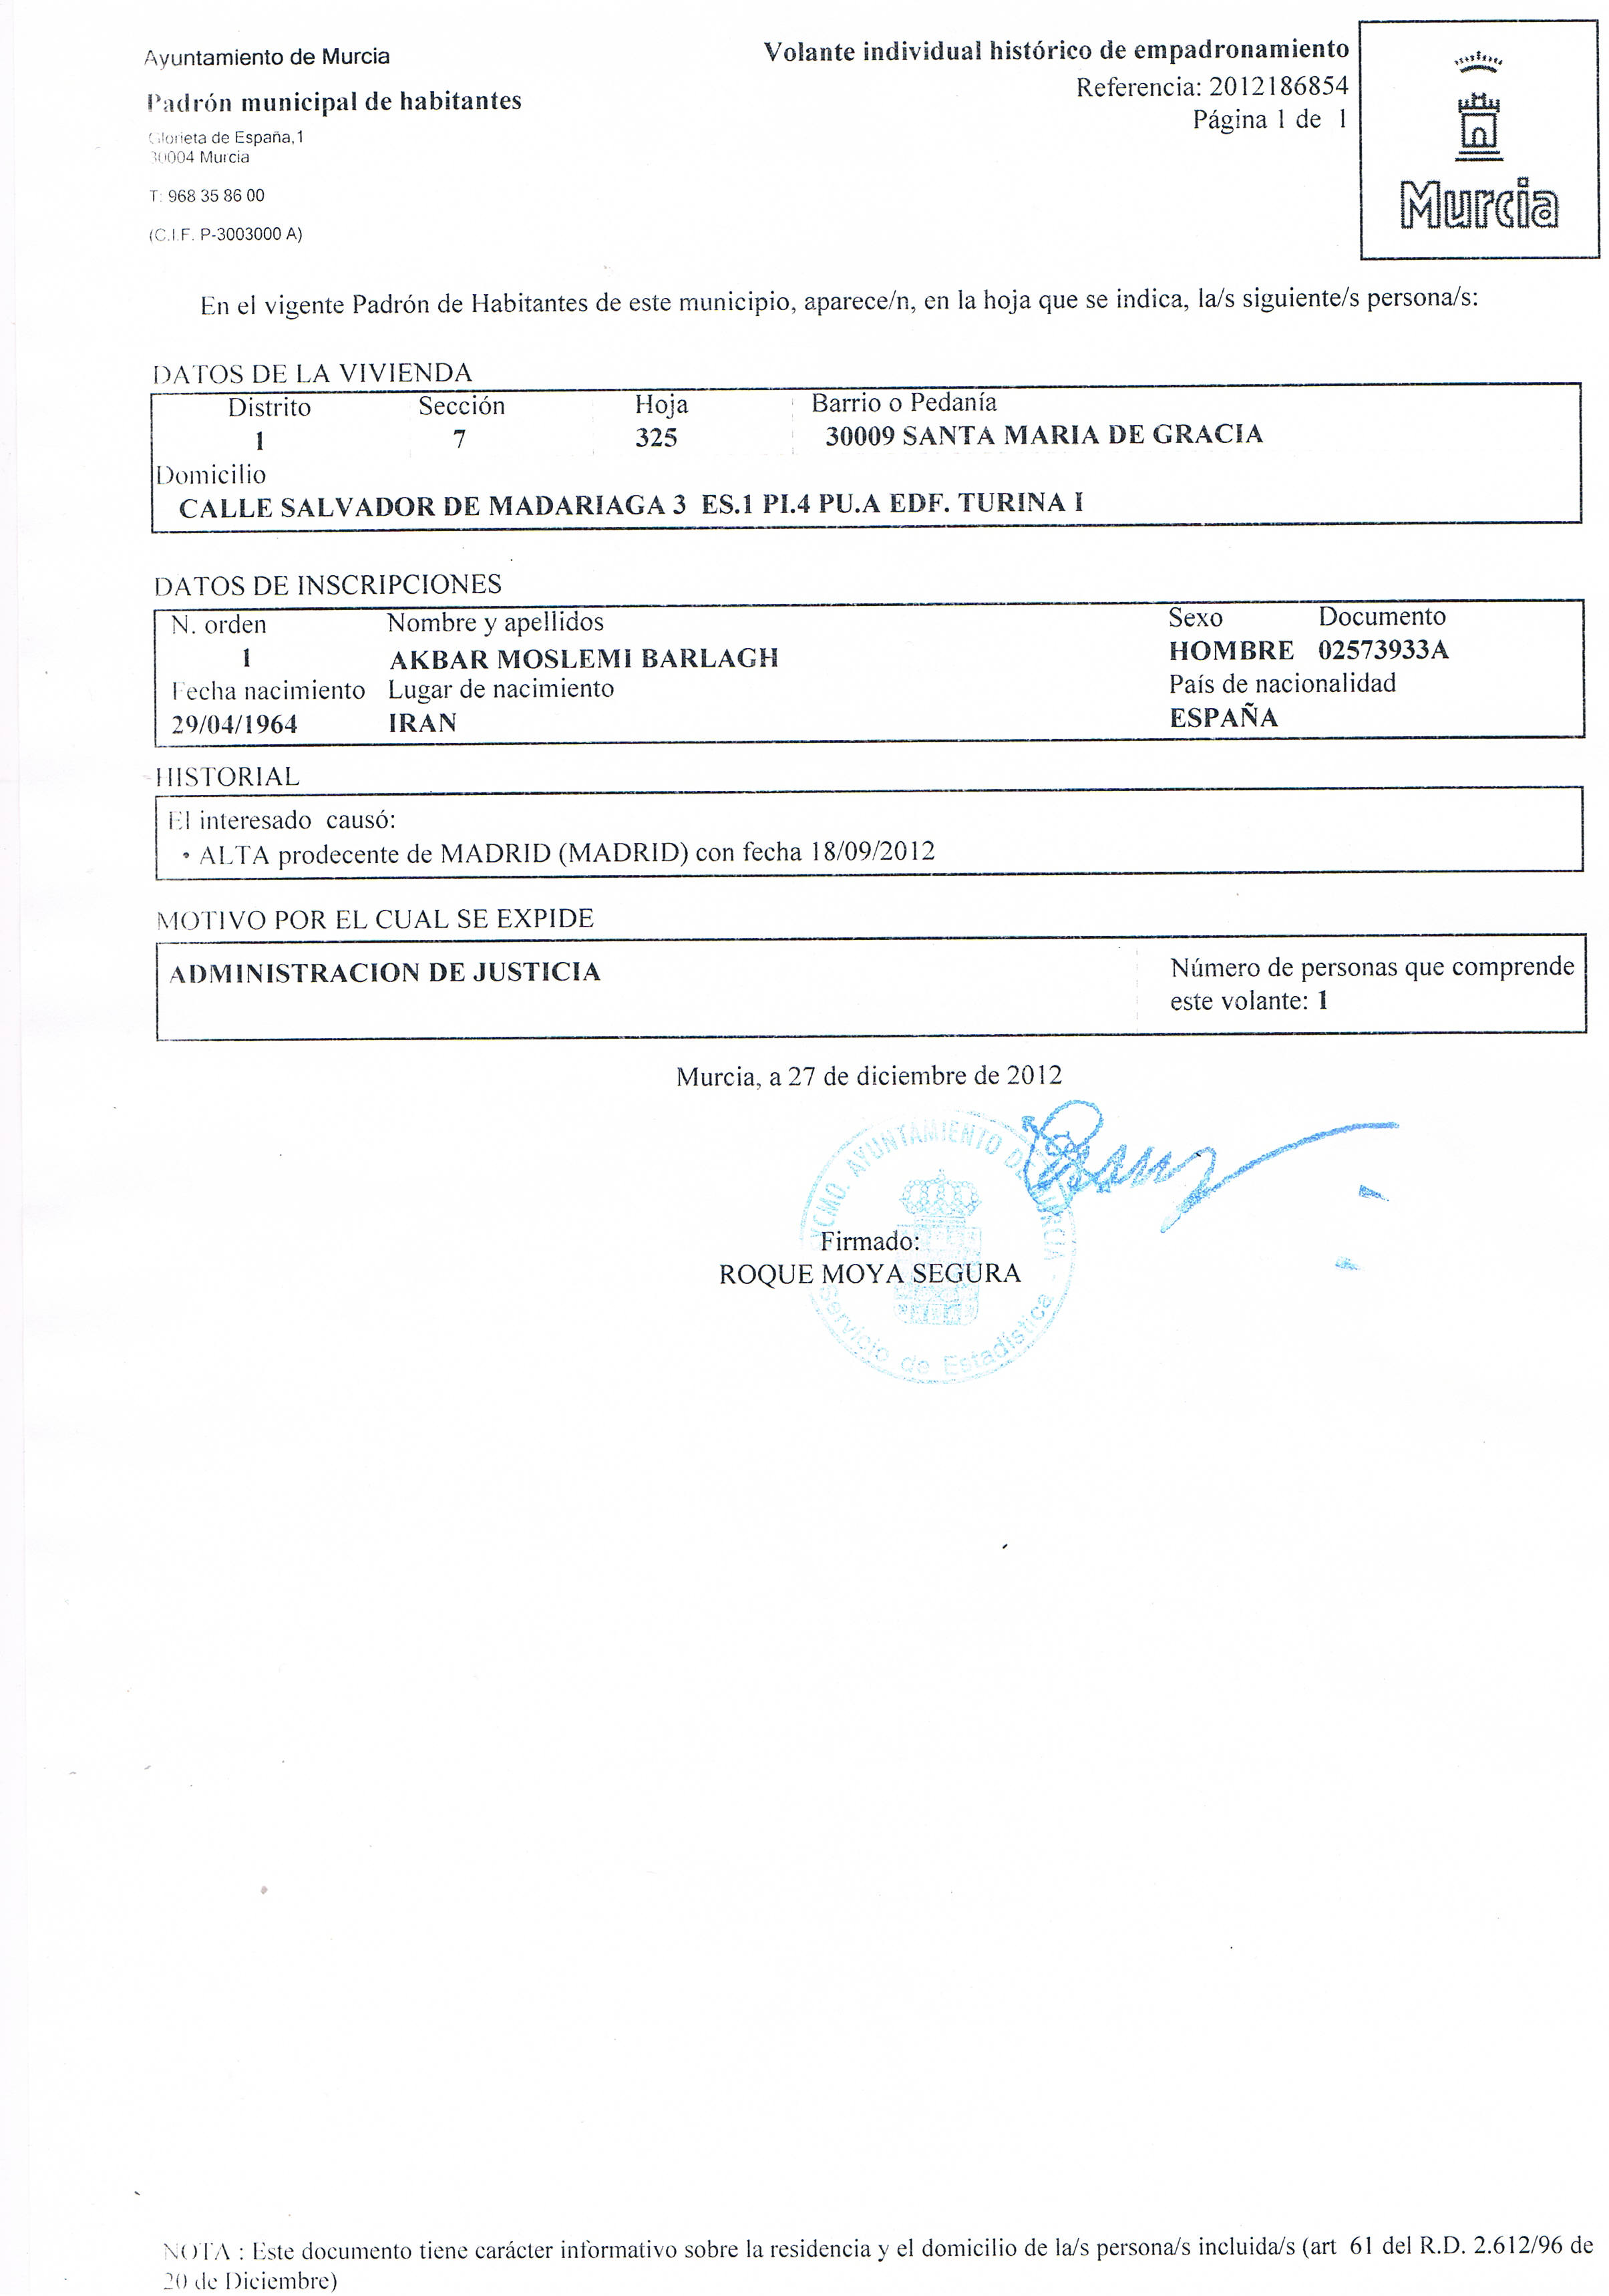 Ayuntamiento de Murcia
Padrón municipal de habitantes
Glorieta de España,1
30004 Murcia
T: 968 35 86 00
(C.I.F. P-3003000 A)
Volante individual histórico de empadronamiento
Referencia: 2012186854
Página 1 de 1
Murcia
En el vigente Padrón de Habitantes de este municipio, aparece/n, en la hoja que se indica, la/s siguiente/s persona/s:
DATOS DE LA VIVIENDA
Distrito Sección Hoja Barrio o Pedanía
1 7 325 30009 SANTA MARIA DE GRACIA
Domicilio
CALLE SALVADOR DE MADARIAGA 3 ES.1 PI.4 PU.A EDF. TURINA I
DATOS DE INSCRIPCIONES
N. orden Nombre y apellidos Sexo Documento
1 AKBAR MOSLEMI BARLAGH HOMBRE 02573933A
Fecha nacimiento Lugar de nacimiento País de nacionalidad
29/04/1964 IRAN ESPAÑA
HISTORIAL
El interesado causó:
• ALTA prodecente de MADRID (MADRID) con fecha 18/09/2012
MOTIVO POR EL CUAL SE EXPIDE
ADMINISTRACION DE JUSTICIA Número de personas que comprende
este volante: 1
Murcia, a 27 de diciembre de 2012
EXCMO. AYUNTAMIENTO DE MURCIA
Firmado:
ROQUE MOYA SEGURA
Servicio de Estadística
NOTA : Este documento tiene carácter informativo sobre la residencia y el domicilio de la/s persona/s incluida/s (art 61 del R.D. 2.612/96 de
20 de Diciembre)